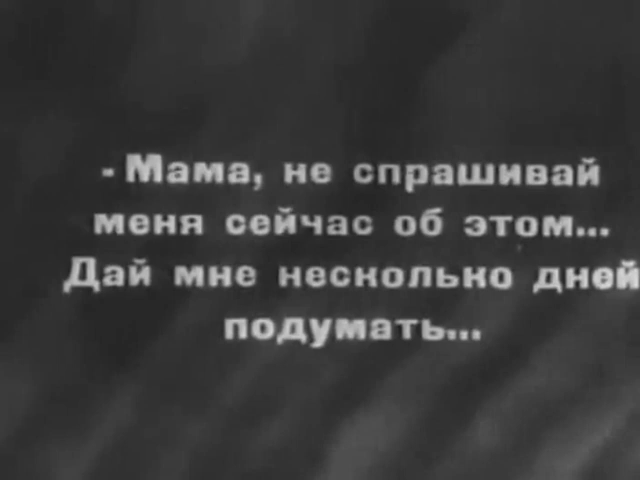 - Мама, не спрашивай
меня сейчас об этом...
Дай мне несколько дней
подумать...